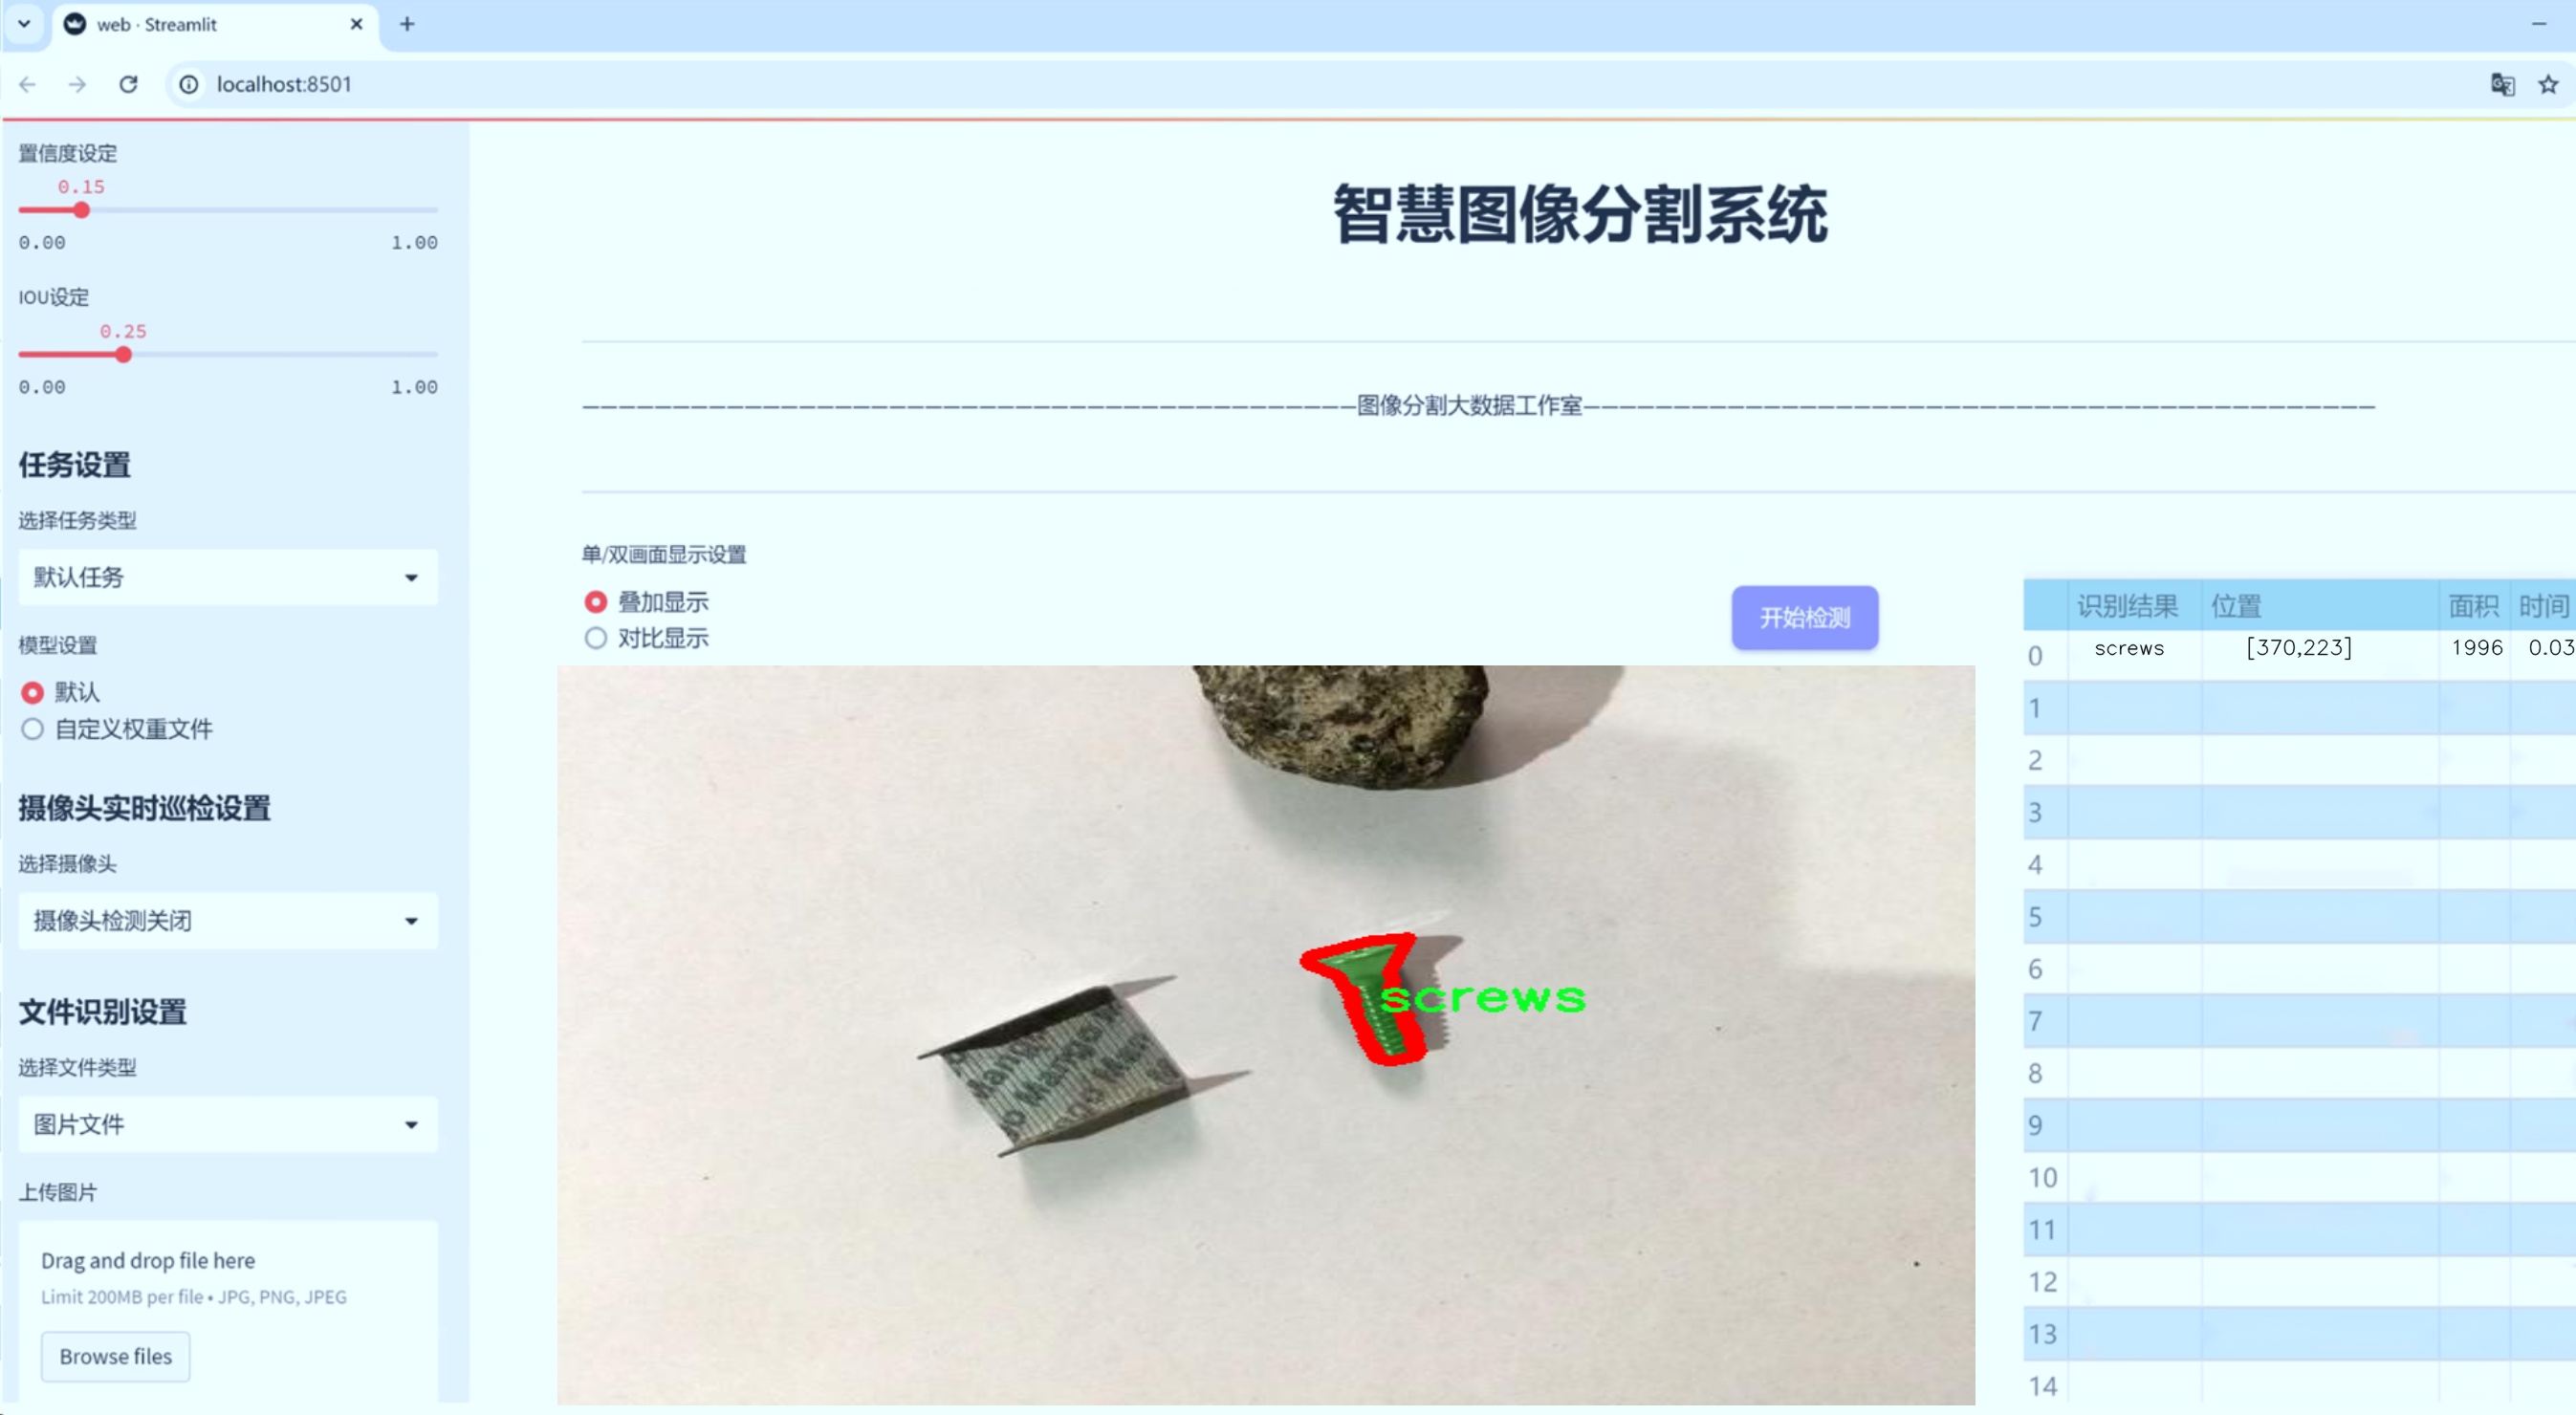 web · Streamlit
localhost:8501
置信度设定
0.15
0.00 1.00
IOU设定
0.25
0.00 1.00
任务设置
选择任务类型
默认任务
模型设置
默认
自定义权重文件
摄像头实时巡检设置
选择摄像头
摄像头检测关闭
文件识别设置
选择文件类型
图片文件
上传图片
Drag and drop file here
Limit 200MB per file • JPG, PNG, JPEG
Browse files
智慧图像分割系统
图像分割大数据工作室
单/双画面显示设置
叠加显示
对比显示
开始检测
screws
识别结果 位置 面积 时间
0 screws [370,223] 1996 0.03
1
2
3
4
5
6
7
8
9
10
11
12
13
14